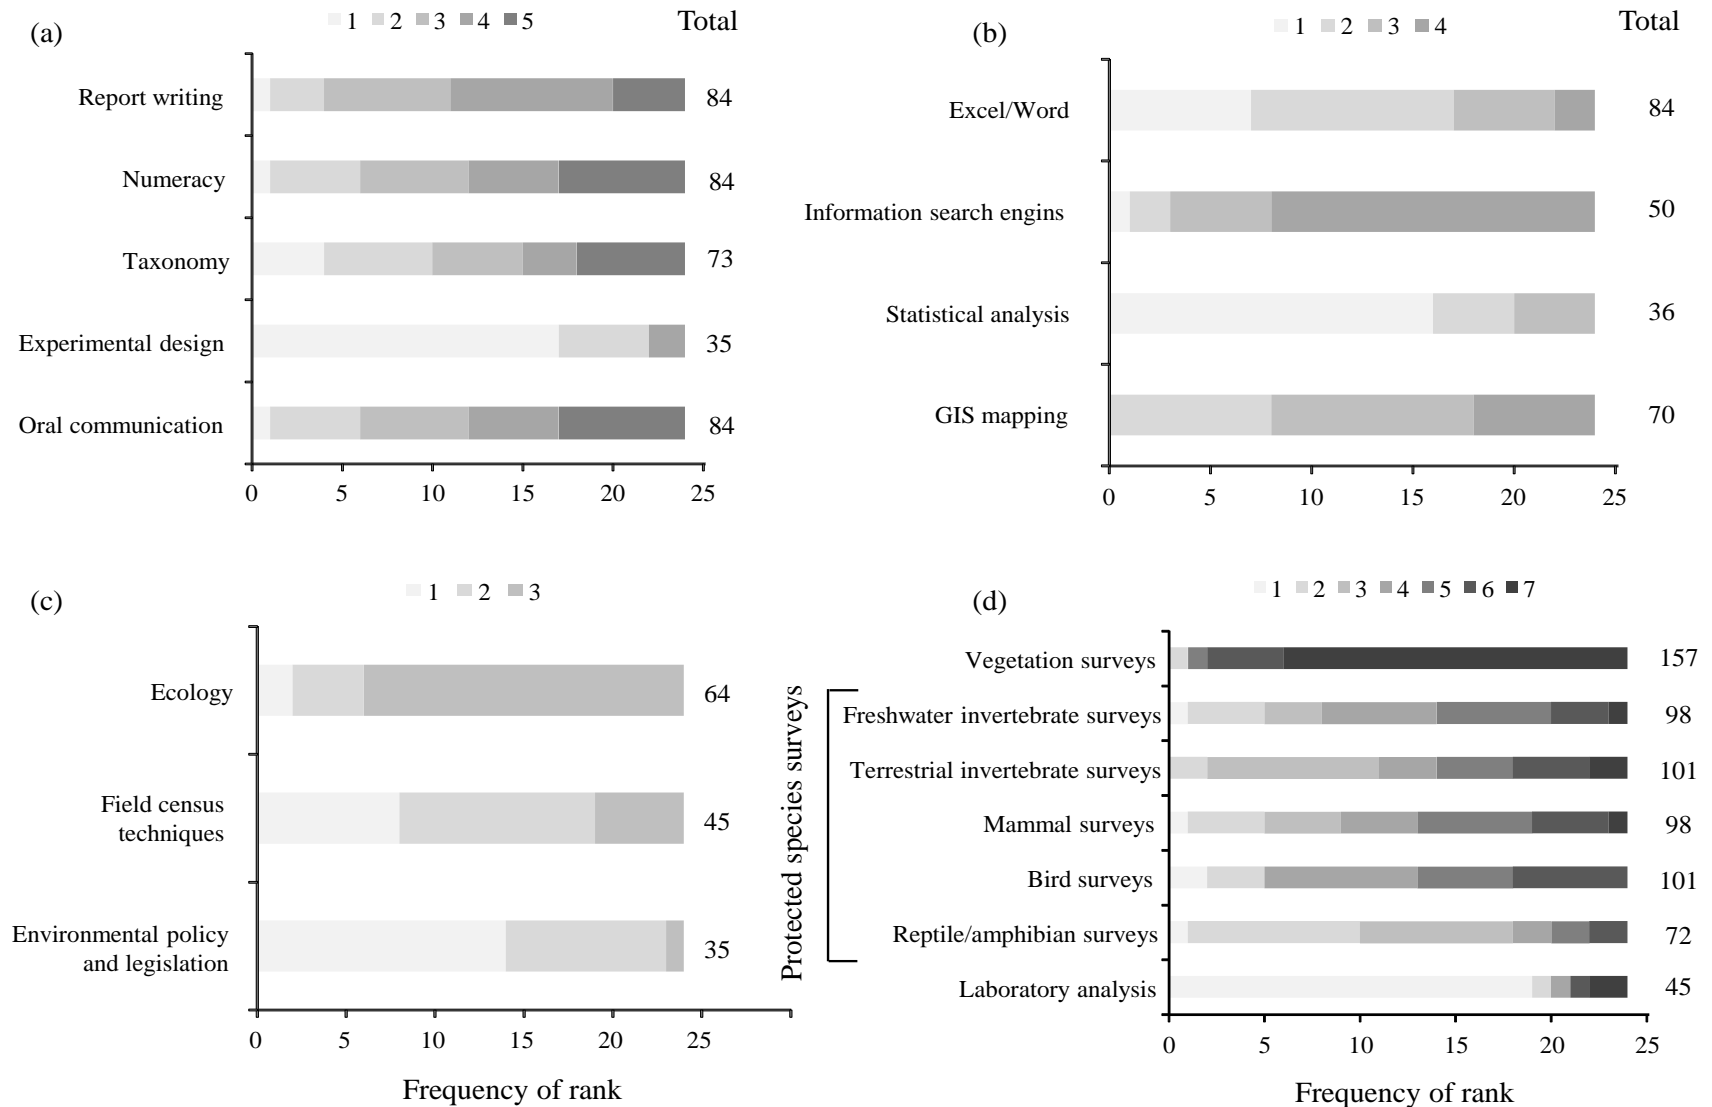 (a)
1 2 3 4 5
Total
Report writing
84
Numeracy
84
Taxonomy
73
Experimental design
35
Oral communication
84
0 5 10 15 20 25
(b)
1 2 3 4
Total
Excel/Word
84
Information search engins
50
Statistical analysis
36
GIS mapping
70
0 5 10 15 20 25
(c)
1 2 3
Ecology
64
Field census
techniques
45
Environmental policy
and legislation
35
0 5 10 15 20 25
Frequency of rank
(d)
1 2 3 4 5 6 7
Protected species surveys
Vegetation surveys
157
Freshwater invertebrate surveys
98
Terrestrial invertebrate surveys
101
Mammal surveys
98
Bird surveys
101
Reptile/amphibian surveys
72
Laboratory analysis
45
0 5 10 15 20 25
Frequency of rank